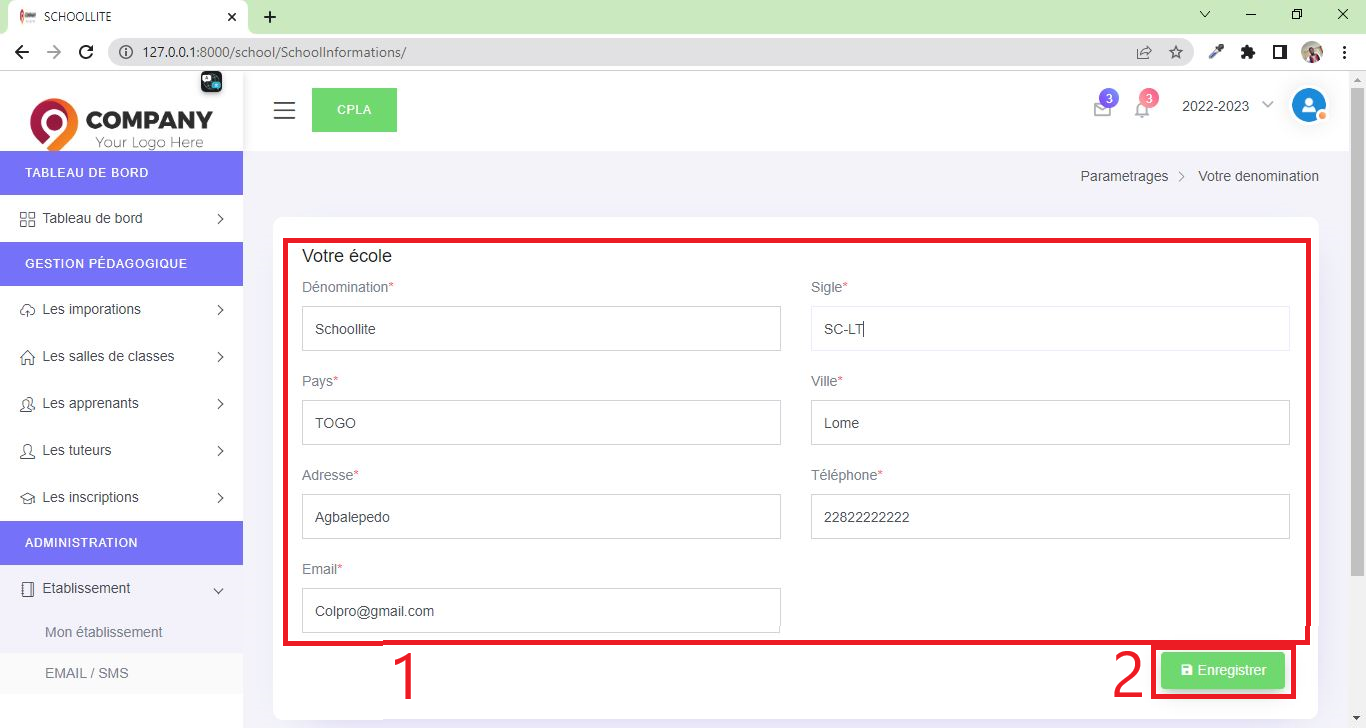 SCHOOLLITE
127.0.0.1:8000/school/SchoolInformations/
COMPANY
Your Logo Here
CPLA
3
3
2022-2023
TABLEAU DE BORD
Parametrages
Votre denomination
Tableau de bord
GESTION PÉDAGOGIQUE
Les imporations
Les salles de classes
Les apprenants
Les tuteurs
Les inscriptions
ADMINISTRATION
Etablissement
Mon établissement
EMAIL / SMS
Votre école
Dénomination*
Sigle*
Schoollite
SC-LT
Pays*
Ville*
TOGO
Lome
Adresse*
Téléphone*
Agbalepedo
22822222222
Email*
Colpro@gmail.com
1
2
Enregistrer